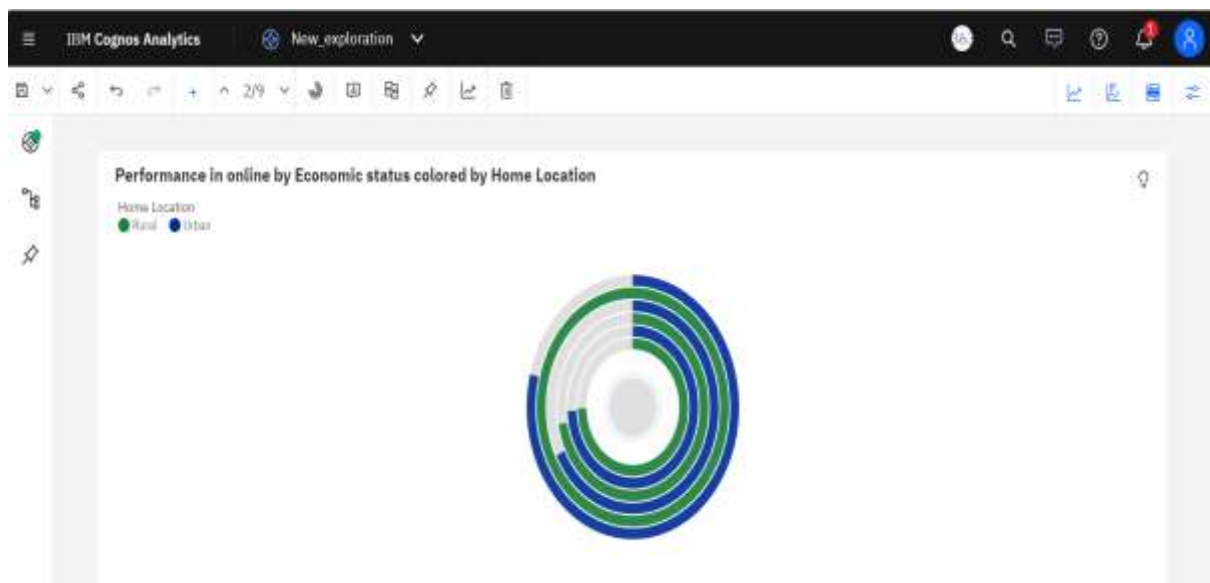 IBM Cognos Analytics
New_exploration
1
2/9
Performance in online by Economic status colored by Home Location
Home Location
Rural
Urban